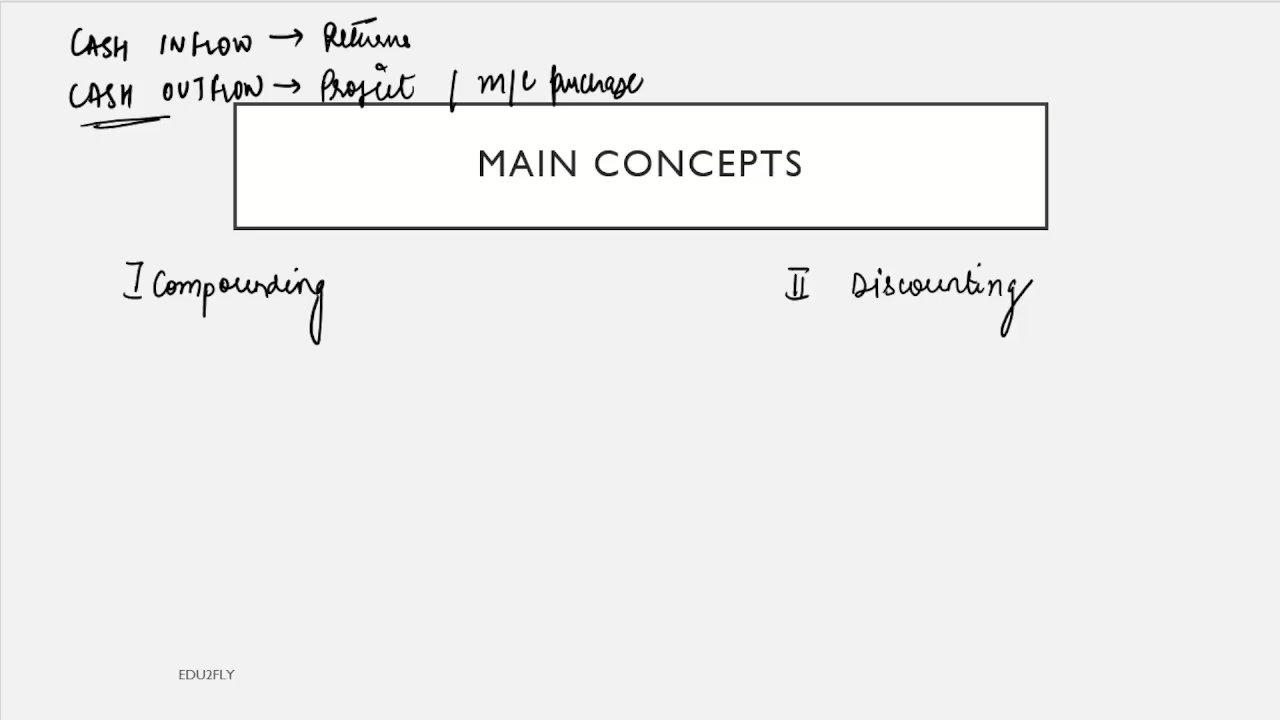 CASH INFLOW → Returns
CASH OUTFLOW → Project / M/C purchase
MAIN CONCEPTS
I Compounding
II Discounting
EDU2FLY